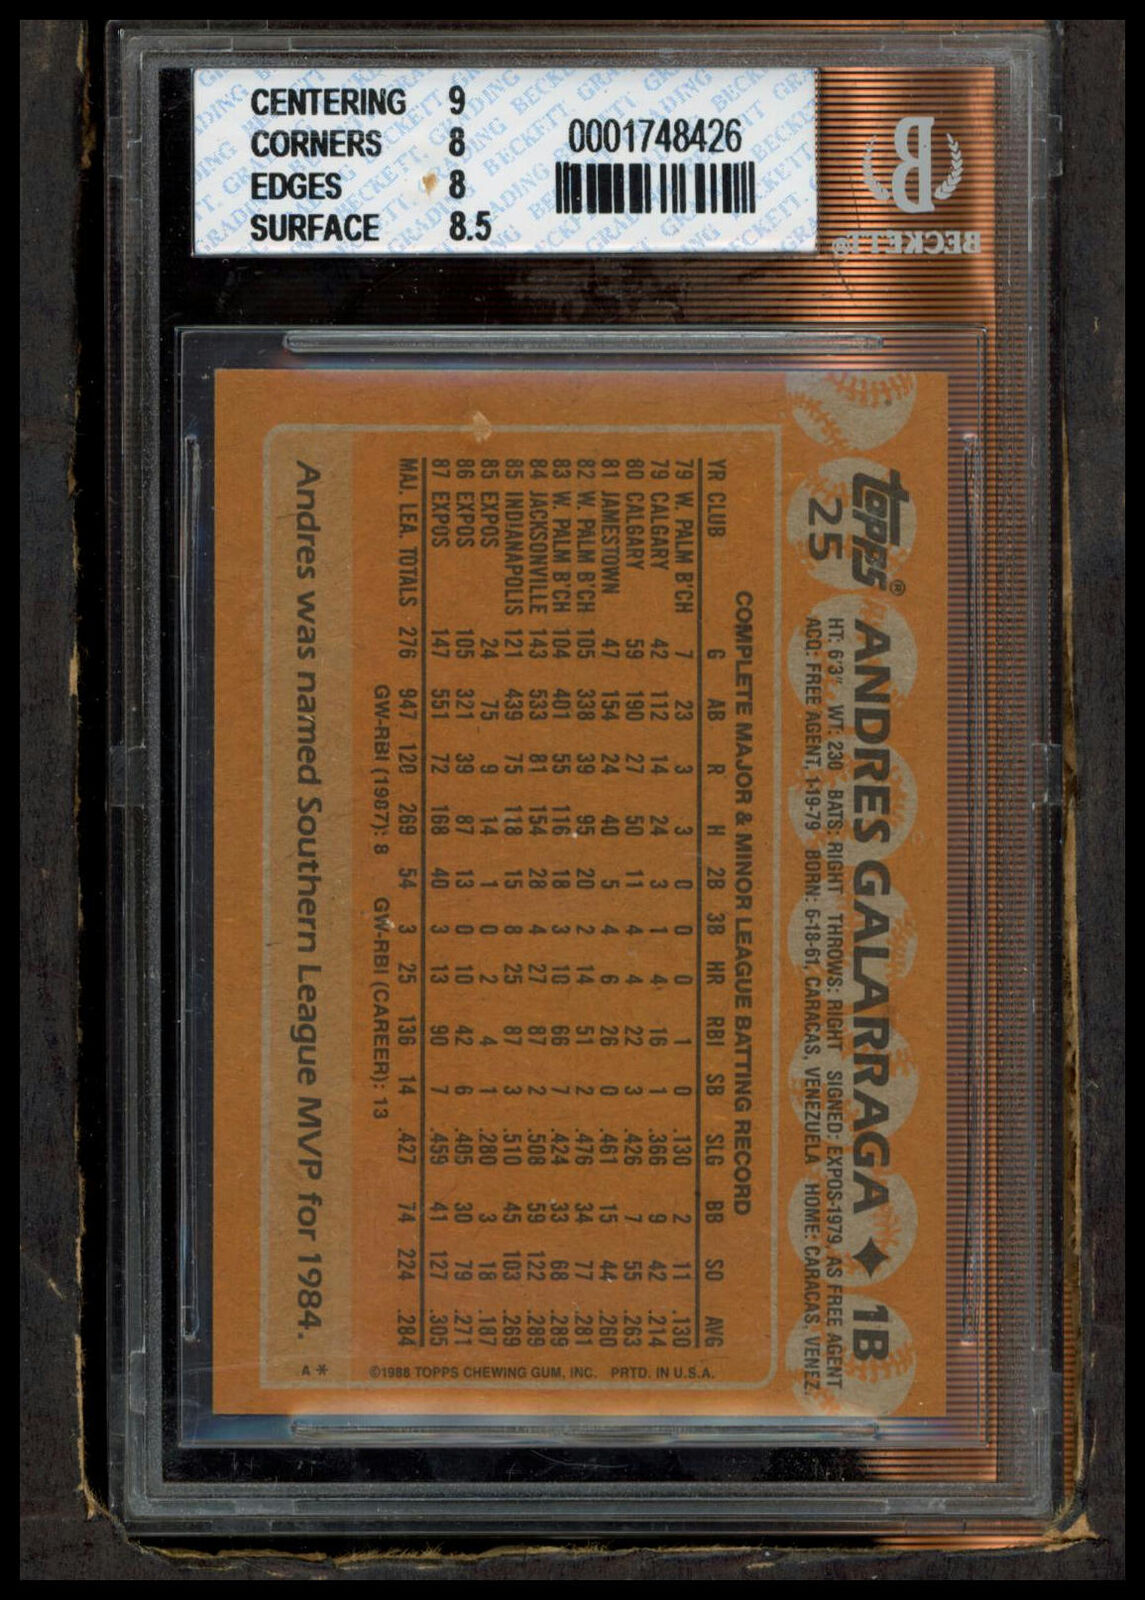 CENTERING 9
CORNERS 8
EDGES 8
SURFACE 8.5
0001748426
BECKETT®
topps®
25
ANDRES GALARRAGA ✦ 1B
HT: 6'3" WT: 230 BATS: RIGHT THROWS: RIGHT SIGNED: EXPOS-1979, AS FREE AGENT
ACQ: FREE AGENT, 1-19-79 BORN: 6-18-61, CARACAS, VENEZUELA HOME: CARACAS, VENEZ.
COMPLETE MAJOR & MINOR LEAGUE BATTING RECORD
YR CLUB G AB R H 2B 3B HR RBI SB SLG BB SO AVG
79 W. PALM B'CH 7 23 3 3 0 0 0 1 0 .130 2 11 .130
79 CALGARY 42 112 14 24 3 1 4 16 1 .366 9 42 .214
80 CALGARY 59 190 27 50 11 4 4 22 3 .426 7 55 .263
81 JAMESTOWN 47 154 24 40 5 4 6 26 0 .461 15 44 .260
82 W. PALM B'CH 105 338 39 95 20 2 14 51 2 .476 34 77 .281
83 W. PALM B'CH 104 401 55 116 18 3 10 66 7 .424 33 68 .289
84 JACKSONVILLE 143 533 81 154 28 4 27 87 2 .508 59 122 .289
85 INDIANAPOLIS 121 439 75 118 15 8 25 87 3 .510 45 103 .269
85 EXPOS 24 75 9 14 1 0 2 4 1 .280 3 18 .187
86 EXPOS 105 321 39 87 13 0 10 42 6 .405 30 79 .271
87 EXPOS 147 551 72 168 40 3 13 90 7 .459 41 127 .305
MAJ. LEA. TOTALS 276 947 120 269 54 3 25 136 14 .427 74 224 .284
GW-RBI (1987): 8 GW-RBI (CAREER): 13
©1988 TOPPS CHEWING GUM, INC. PRTD. IN U.S.A.
Andres was named Southern League MVP for 1984.
A*